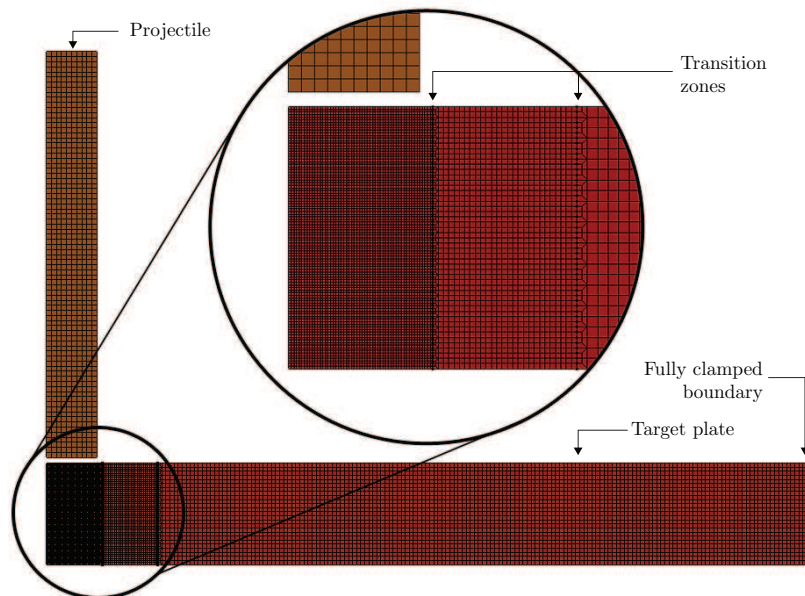 Projectile
Transition
zones
Fully clamped
boundary
Target plate